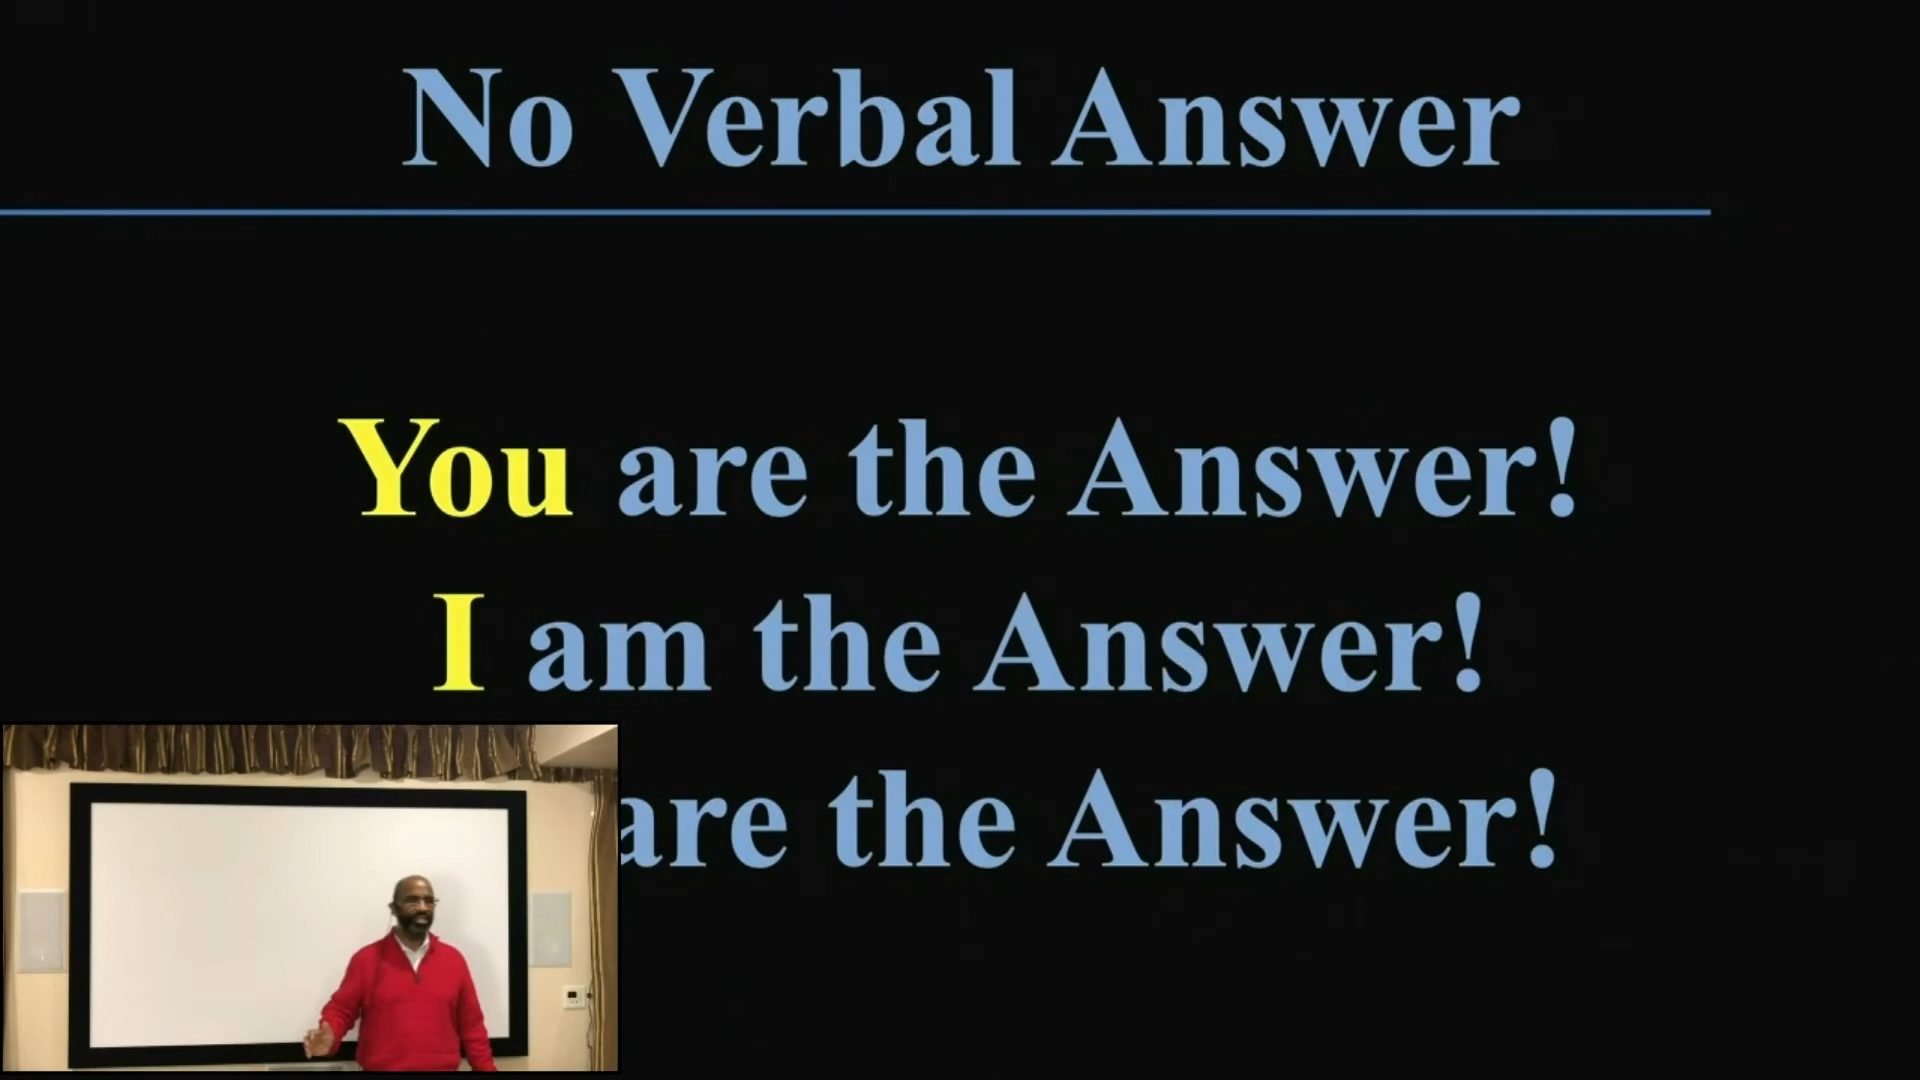 No Verbal Answer
You are the Answer!
I am the Answer!
are the Answer!